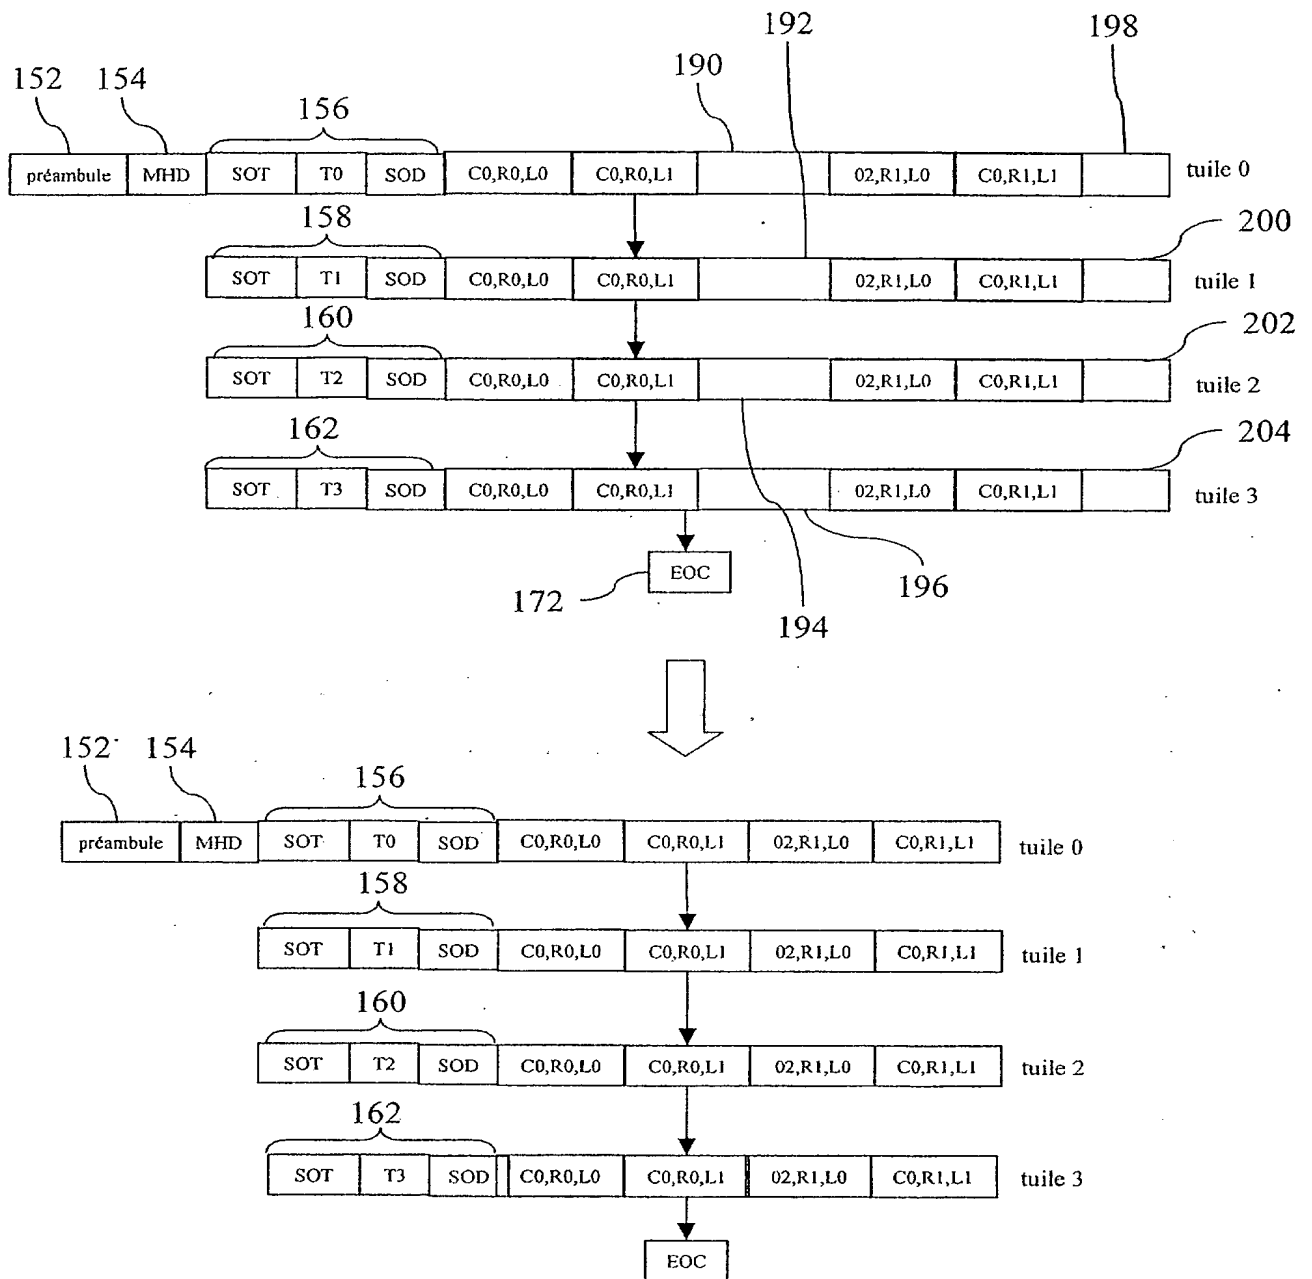 192
198
190
152 154
156
préambule MHD SOT T0 SOD C0,R0,L0 C0,R0,L1 02,R1,L0 C0,R1,L1 tuile 0
158
200
SOT T1 SOD C0,R0,L0 C0,R0,L1 02,R1,L0 C0,R1,L1 tuile 1
160
202
SOT T2 SOD C0,R0,L0 C0,R0,L1 02,R1,L0 C0,R1,L1 tuile 2
162
204
SOT T3 SOD C0,R0,L0 C0,R0,L1 02,R1,L0 C0,R1,L1 tuile 3
EOC
172
196
194
152 154
156
préambule MHD SOT T0 SOD C0,R0,L0 C0,R0,L1 02,R1,L0 C0,R1,L1 tuile 0
158
SOT T1 SOD C0,R0,L0 C0,R0,L1 02,R1,L0 C0,R1,L1 tuile 1
160
SOT T2 SOD C0,R0,L0 C0,R0,L1 02,R1,L0 C0,R1,L1 tuile 2
162
SOT T3 SOD C0,R0,L0 C0,R0,L1 02,R1,L0 C0,R1,L1 tuile 3
EOC